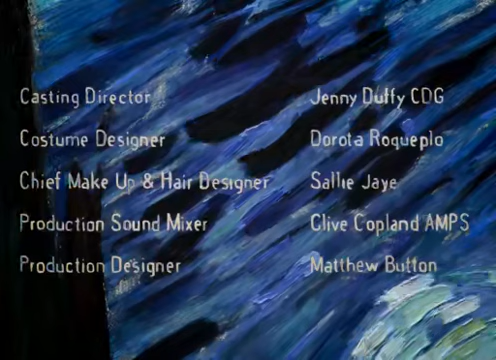 Casting Director Jenny Duffy CDG
Costume Designer Dorota Roqueplo
Chief Make Up & Hair Designer Sallie Jaye
Production Sound Mixer Clive Copland AMPS
Production Designer Matthew Button